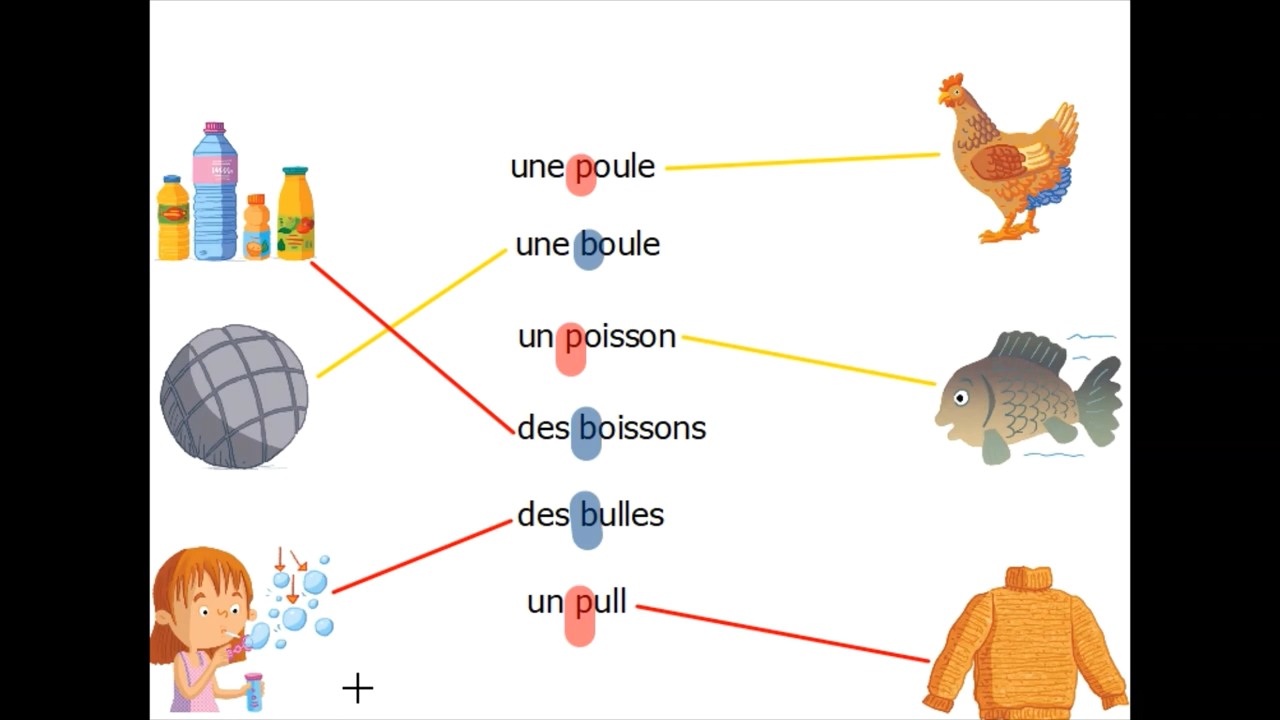 une poule
une boule
un poisson
des boissons
des bulles
un pull